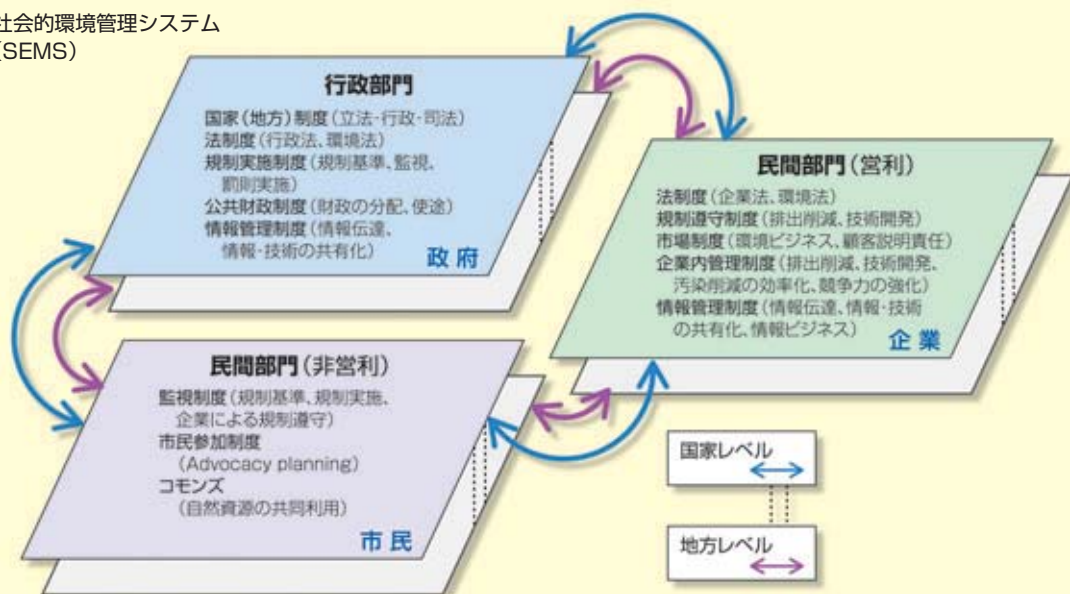 社会的環境管理システム
(SEMS)
行政部門
国家(地方)制度(立法・行政・司法)
法制度(行政法、環境法)
規制実施制度(規制基準、監視、
罰則実施)
公共財政制度(財政の分配、使途)
情報管理制度(情報伝達、
情報・技術の共有化)
政府
民間部門(営利)
法制度(企業法、環境法)
規制遵守制度(排出削減、技術開発)
市場制度(環境ビジネス、顧客説明責任)
企業内管理制度(排出削減、技術開発、
汚染削減の効率化、競争力の強化)
情報管理制度(情報伝達、情報・技術
の共有化、情報ビジネス)
企業
民間部門(非営利)
監視制度(規制基準、規制実施、
企業による規制遵守)
市民参加制度
(Advocacy planning)
コモンズ
(自然資源の共同利用)
市民
国家レベル
地方レベル